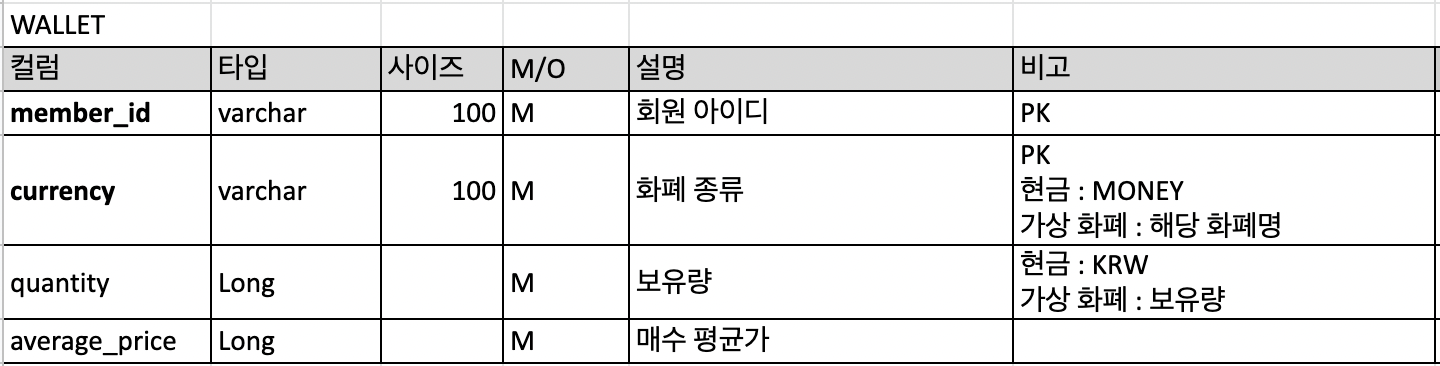 WALLET
컬럼 타입 사이즈 M/O 설명 비고
member_id varchar 100 M 회원 아이디 PK
currency varchar 100 M 화폐 종류 PK
현금 : MONEY
가상 화폐 : 해당 화폐명
quantity Long M 보유량 현금 : KRW
가상 화폐 : 보유량
average_price Long M 매수 평균가